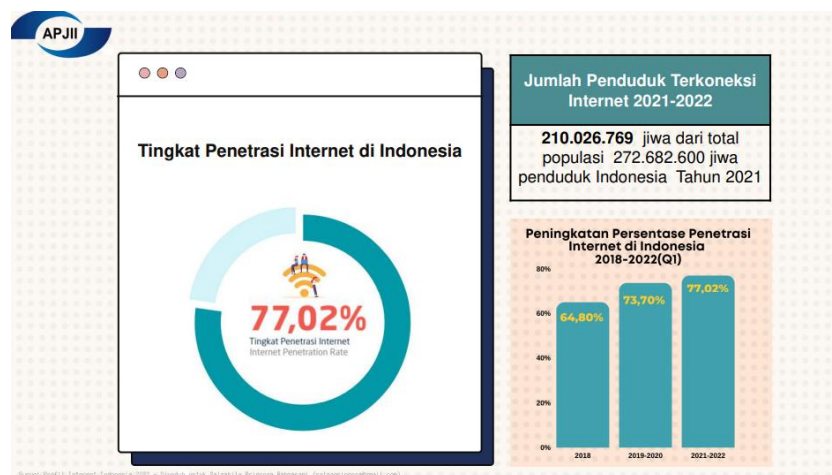 APJII
Tingkat Penetrasi Internet di Indonesia
77,02%
Tingkat Penetrasi Internet
Internet Penetration Rate
Jumlah Penduduk Terkoneksi
Internet 2021-2022
210.026.769 jiwa dari total
populasi 272.682.600 jiwa
penduduk Indonesia Tahun 2021
Peningkatan Persentase Penetrasi
Internet di Indonesia
2018-2022(Q1)
80%
60%
40%
20%
0%
64,80%
73,70%
77,02%
2018
2019-2020
2021-2022